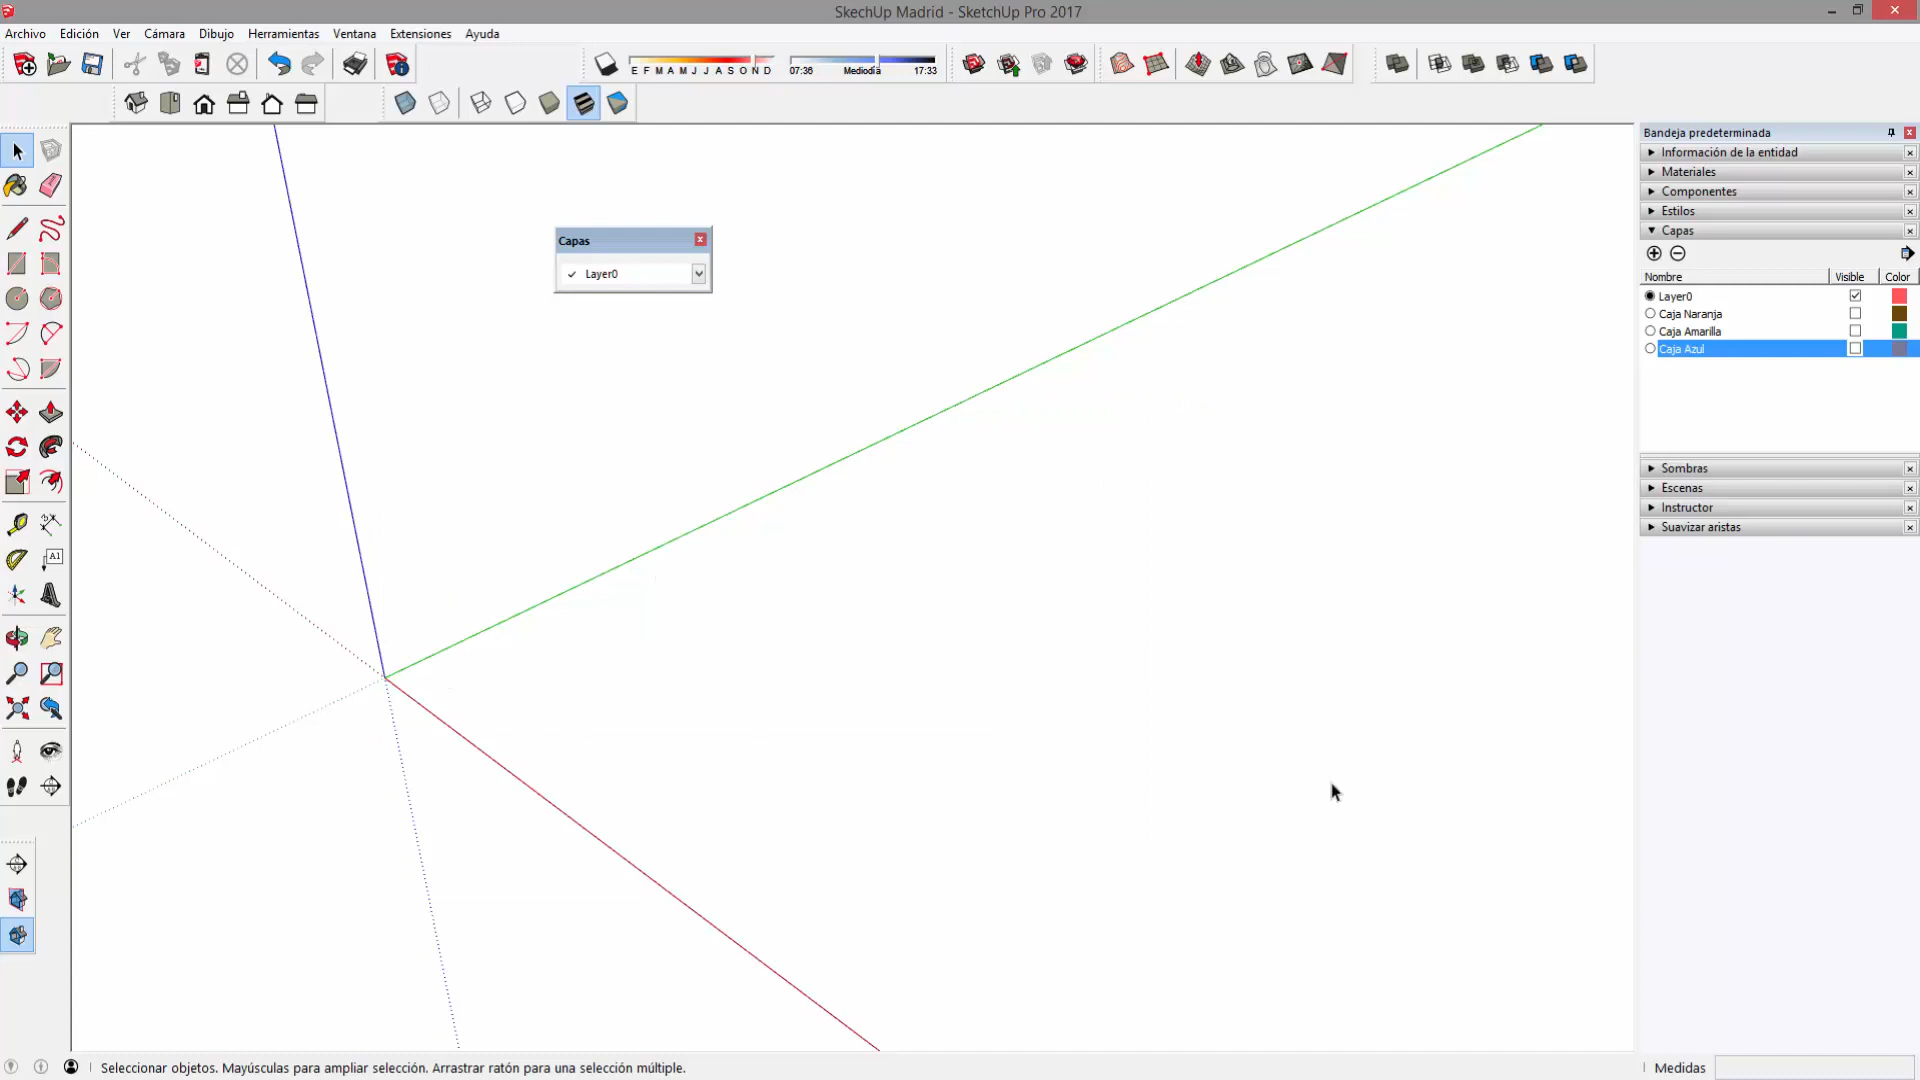 SkechUp Madrid - SketchUp Pro 2017
Archivo Edición Ver Cámara Dibujo Herramientas Ventana Extensiones Ayuda
E F M A M J J A S O N D
07:36 Mediodía 17:33
Bandeja predeterminada
Información de la entidad
Materiales
Componentes
Estilos
Capas
Nombre Visible Color
Layer0
Caja Naranja
Caja Amarilla
Caja Azul
Sombras
Escenas
Instructor
Suavizar aristas
Capas
Layer0
A1
Seleccionar objetos. Mayúsculas para ampliar selección. Arrastrar ratón para una selección múltiple.
Medidas